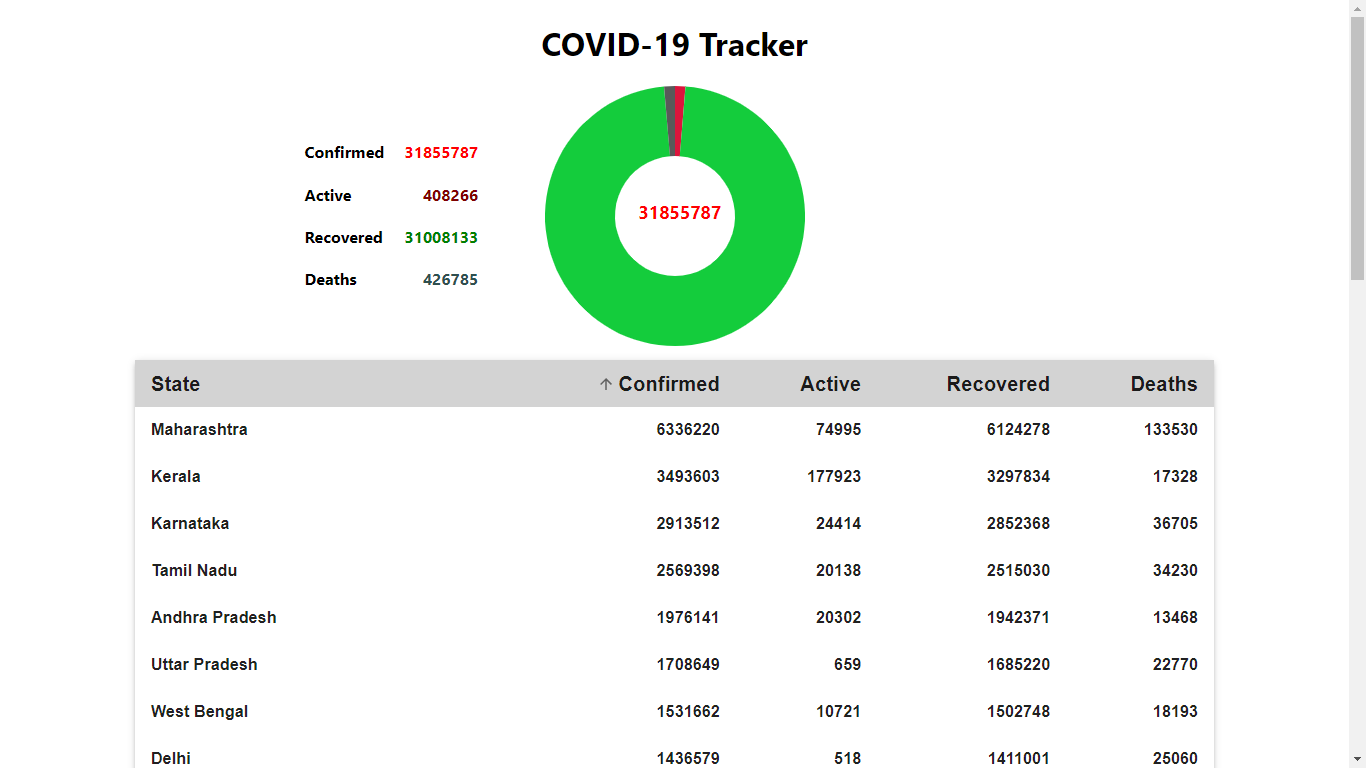 COVID-19 Tracker
Confirmed 31855787
Active 408266
Recovered 31008133
Deaths 426785
31855787
State ↑ Confirmed Active Recovered Deaths
Maharashtra 6336220 74995 6124278 133530
Kerala 3493603 177923 3297834 17328
Karnataka 2913512 24414 2852368 36705
Tamil Nadu 2569398 20138 2515030 34230
Andhra Pradesh 1976141 20302 1942371 13468
Uttar Pradesh 1708649 659 1685220 22770
West Bengal 1531662 10721 1502748 18193
Delhi 1436579 518 1411001 25060